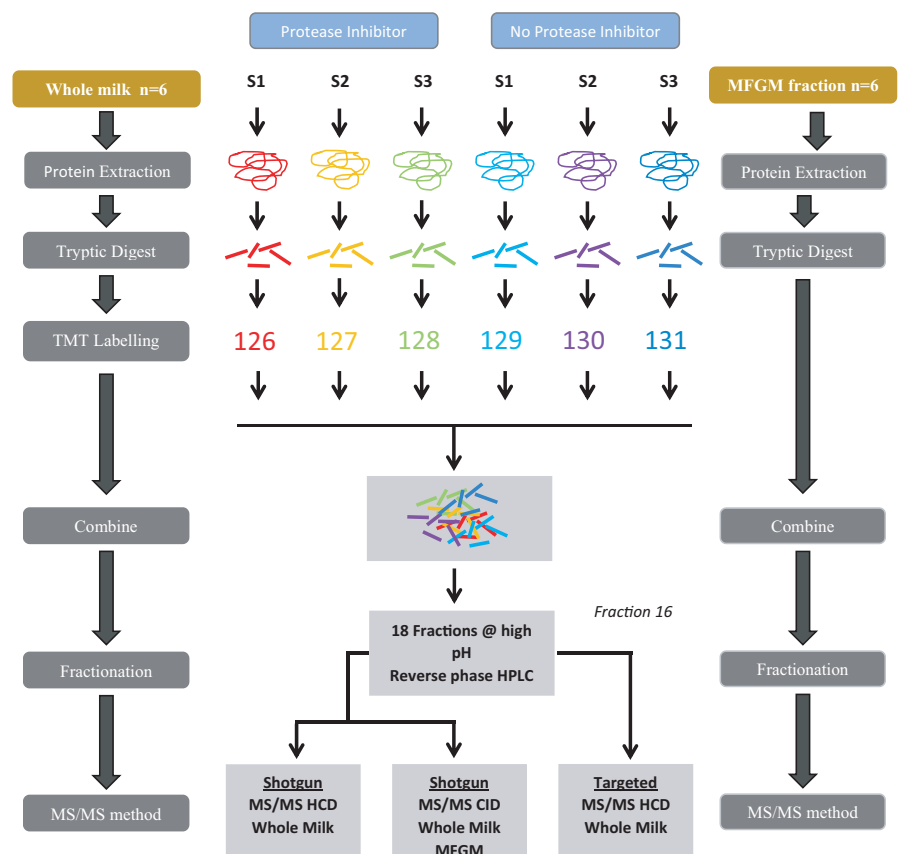 Protease Inhibitor
No Protease Inhibitor
Whole milk n=6
S1
S2
S3
S1
S2
S3
MFGM fraction n=6
Protein Extraction
Protein Extraction
Tryptic Digest
Tryptic Digest
TMT Labelling
126
127
128
129
130
131
Combine
Combine
Fraction 16
18 Fractions @ high
pH
Reverse phase HPLC
Fractionation
Fractionation
Shotgun
MS/MS HCD
Whole Milk
Shotgun
MS/MS CID
Whole Milk
MFGM
Targeted
MS/MS HCD
Whole Milk
MS/MS method
MS/MS method